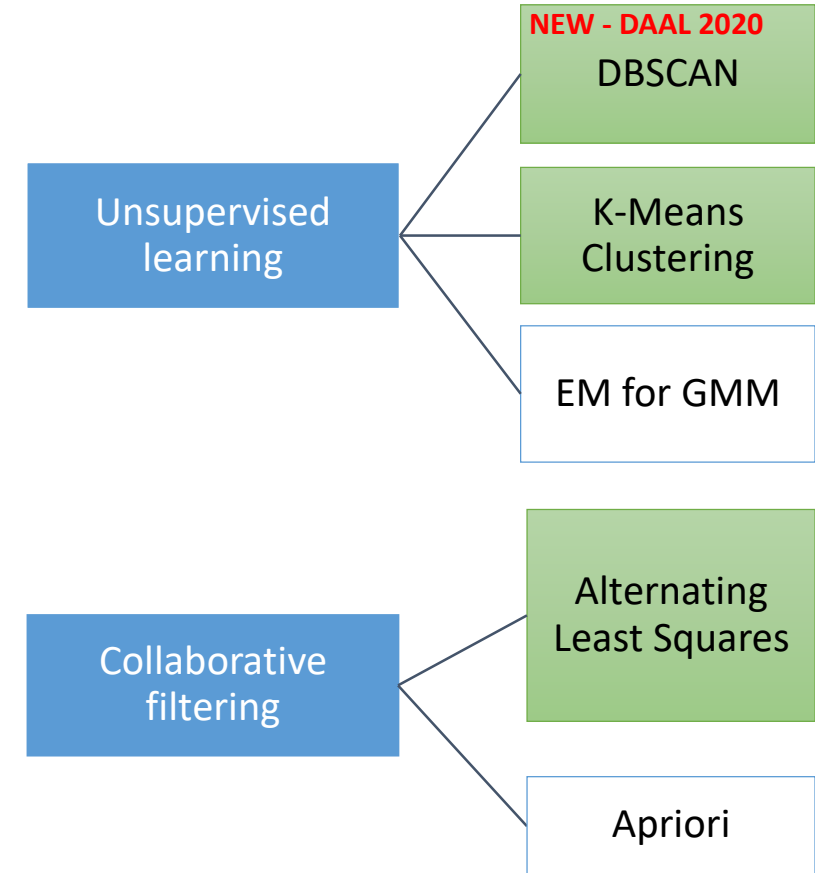 NEW - DAAL 2020
DBSCAN
Unsupervised
learning
K-Means
Clustering
EM for GMM
Alternating
Least Squares
Collaborative
filtering
Apriori